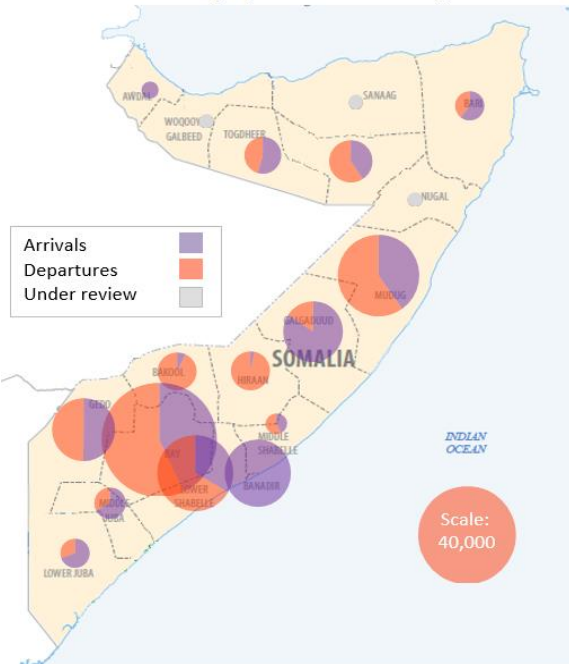 AWDAL
WOQOOY
GALBEED
TOGDHEER
SANAAG
BARI
NUGAL
Arrivals
Departures
Under review
MUDUG
GALGADUUD
SOMALIA
BAKOOL
HIRAAN
GEDO
MIDDLE
SHABELLE
BAY
LOWER
SHABELLE
BANADIR
MIDDLE
JUBA
LOWER JUBA
INDIAN
OCEAN
Scale:
40,000